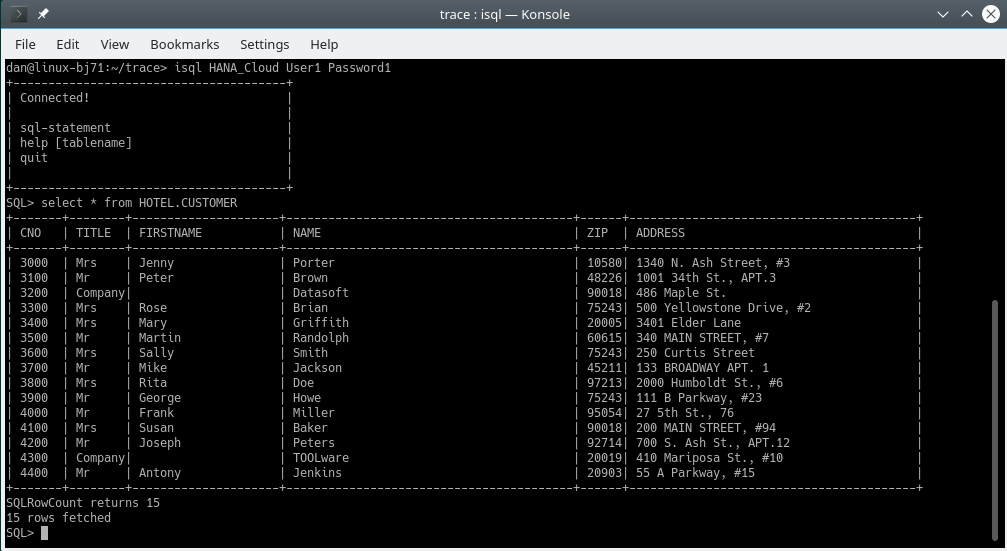 trace : isql — Konsole
File Edit View Bookmarks Settings Help
dan@linux-bj71:~/trace> isql HANA_Cloud User1 Password1
+---------------------------------------+
| Connected!                            |
|                                       |
| sql-statement                         |
| help [tablename]                      |
| quit                                  |
|                                       |
+---------------------------------------+
SQL> select * from HOTEL.CUSTOMER
+-------+--------+---------------------+-----------------------------------------+------+-----------------------------------------+
| CNO   | TITLE  | FIRSTNAME           | NAME                                    | ZIP  | ADDRESS                                 |
+-------+--------+---------------------+-----------------------------------------+------+-----------------------------------------+
| 3000  | Mrs    | Jenny               | Porter                                  | 10580| 1340 N. Ash Street, #3                  |
| 3100  | Mr     | Peter               | Brown                                   | 48226| 1001 34th St., APT.3                    |
| 3200  | Company|                     | Datasoft                                | 90018| 486 Maple St.                           |
| 3300  | Mrs    | Rose                | Brian                                   | 75243| 500 Yellowstone Drive, #2               |
| 3400  | Mrs    | Mary                | Griffith                                | 20005| 3401 Elder Lane                         |
| 3500  | Mr     | Martin              | Randolph                                | 60615| 340 MAIN STREET, #7                     |
| 3600  | Mrs    | Sally               | Smith                                   | 75243| 250 Curtis Street                       |
| 3700  | Mr     | Mike                | Jackson                                 | 45211| 133 BROADWAY APT. 1                     |
| 3800  | Mrs    | Rita                | Doe                                     | 97213| 2000 Humboldt St., #6                   |
| 3900  | Mr     | George              | Howe                                    | 75243| 111 B Parkway, #23                      |
| 4000  | Mr     | Frank               | Miller                                  | 95054| 27 5th St., 76                          |
| 4100  | Mrs    | Susan               | Baker                                   | 90018| 200 MAIN STREET, #94                    |
| 4200  | Mr     | Joseph              | Peters                                  | 92714| 700 S. Ash St., APT.12                  |
| 4300  | Company|                     | TOOLware                                | 20019| 410 Mariposa St., #10                   |
| 4400  | Mr     | Antony              | Jenkins                                 | 20903| 55 A Parkway, #15                       |
+-------+--------+---------------------+-----------------------------------------+------+-----------------------------------------+
SQLRowCount returns 15
15 rows fetched
SQL>